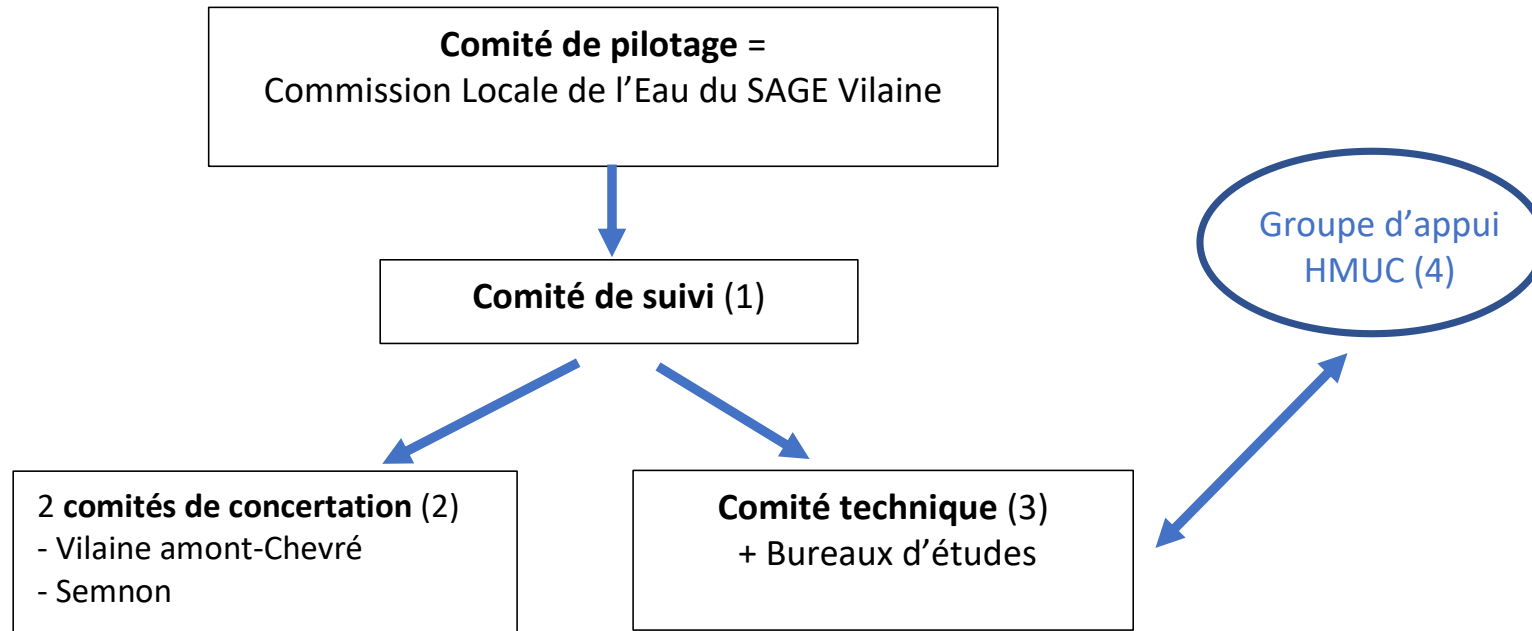 Comité de pilotage =
Commission Locale de l’Eau du SAGE Vilaine
Groupe d’appui
HMUC (4)
Comité de suivi (1)
2 comités de concertation (2)
- Vilaine amont-Chevré
- Semnon
Comité technique (3)
+ Bureaux d’études